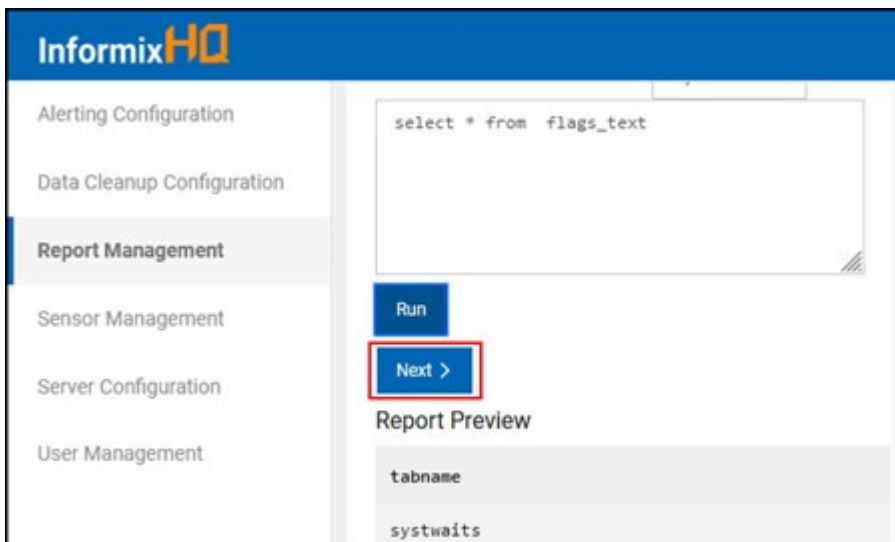 InformixHQ
Alerting Configuration
Data Cleanup Configuration
Report Management
Sensor Management
Server Configuration
User Management
select * from flags_text
Run
Next >
Report Preview
tabname
systwaits